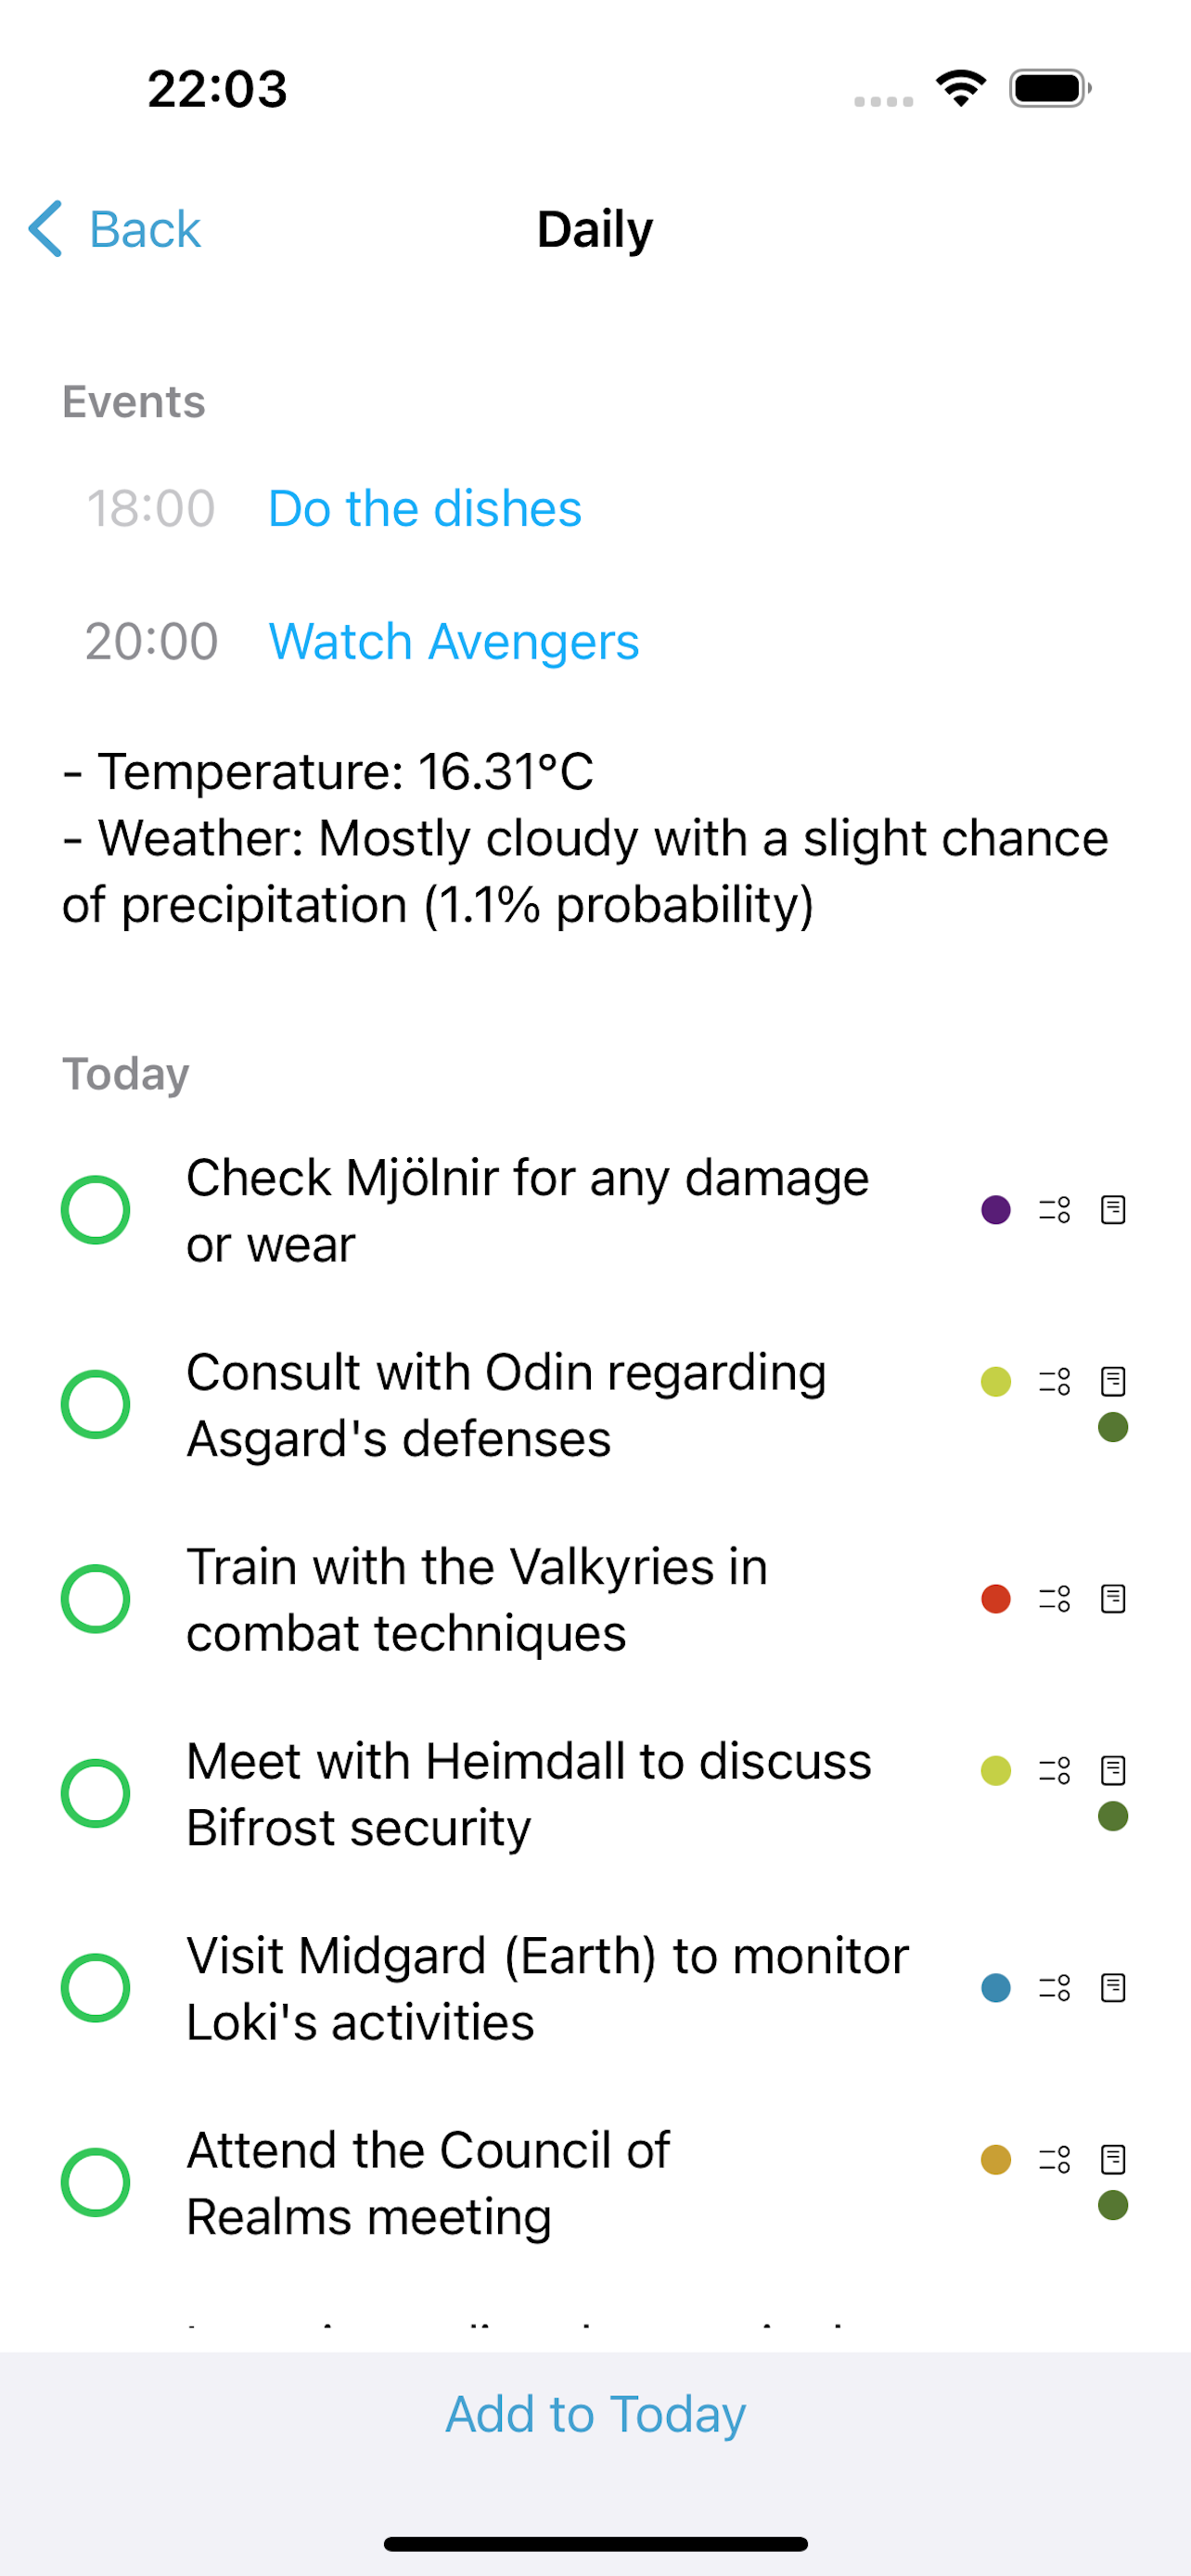 22:03
Back
Daily
Events
18:00 Do the dishes
20:00 Watch Avengers
- Temperature: 16.31°C
- Weather: Mostly cloudy with a slight chance
of precipitation (1.1% probability)
Today
Check Mjölnir for any damage
or wear
Consult with Odin regarding
Asgard's defenses
Train with the Valkyries in
combat techniques
Meet with Heimdall to discuss
Bifrost security
Visit Midgard (Earth) to monitor
Loki's activities
Attend the Council of
Realms meeting
Add to Today